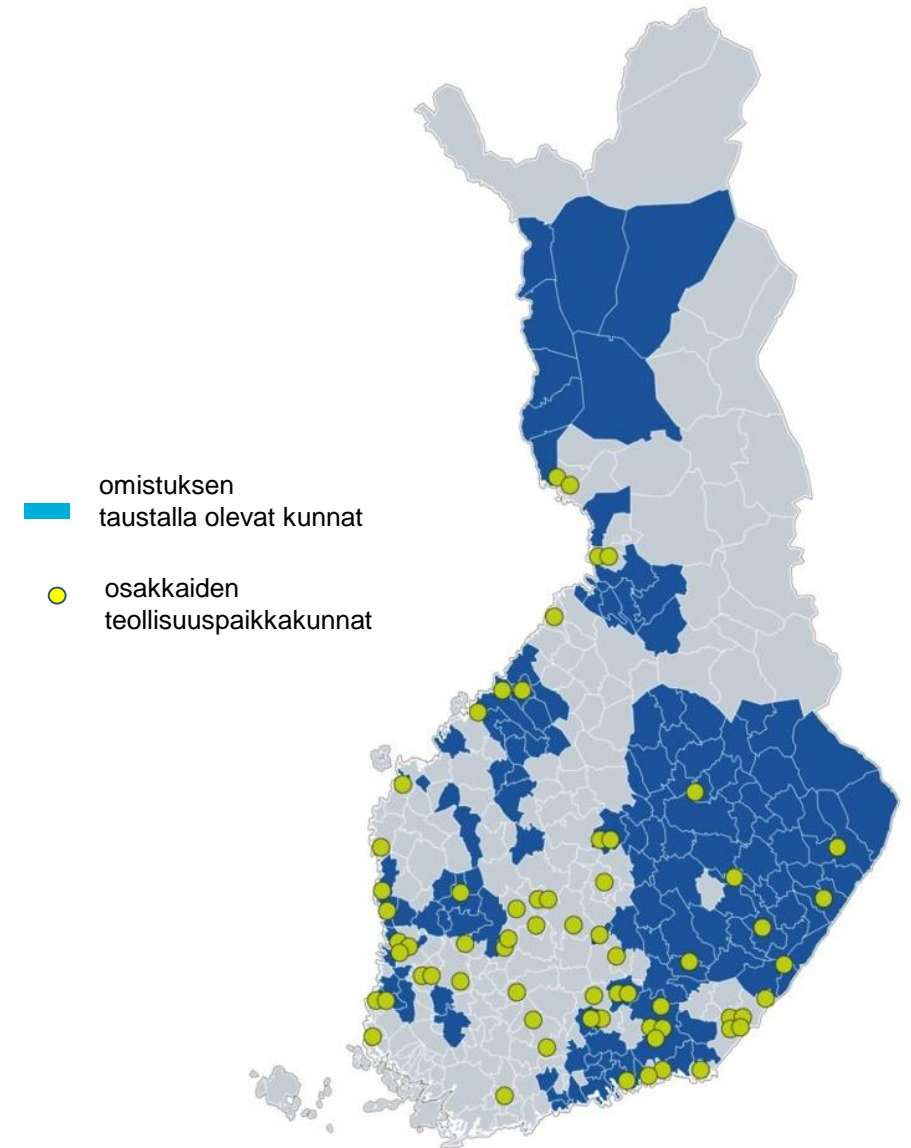 omistuksen
taustalla olevat kunnat
osakkaiden
teollisuuspaikkakunnat